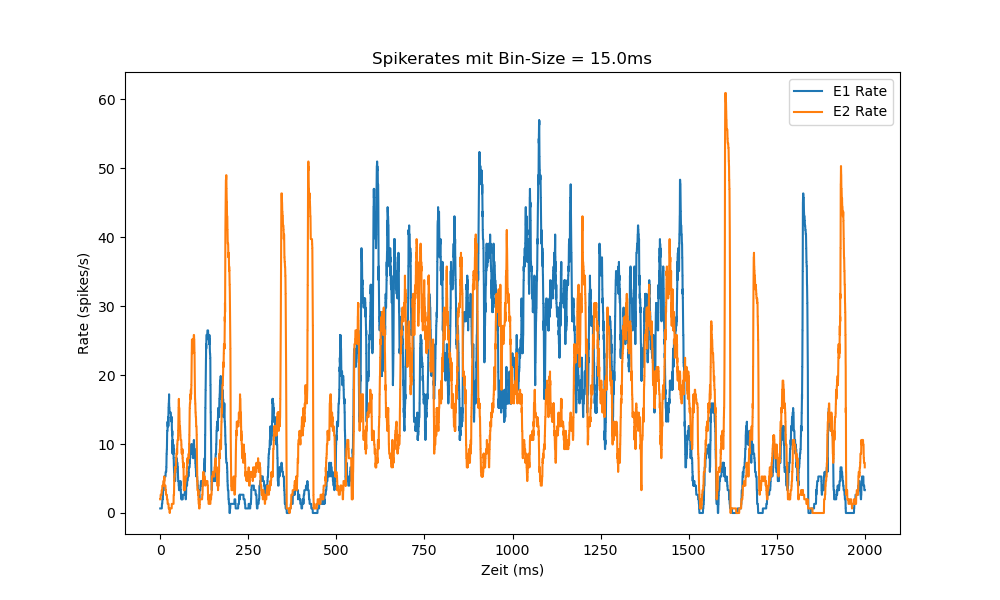 Spikerates mit Bin-Size = 15.0ms
E1 Rate
E2 Rate
60
50
40
30
20
10
0
Rate (spikes/s)
0 250 500 750 1000 1250 1500 1750 2000
Zeit (ms)